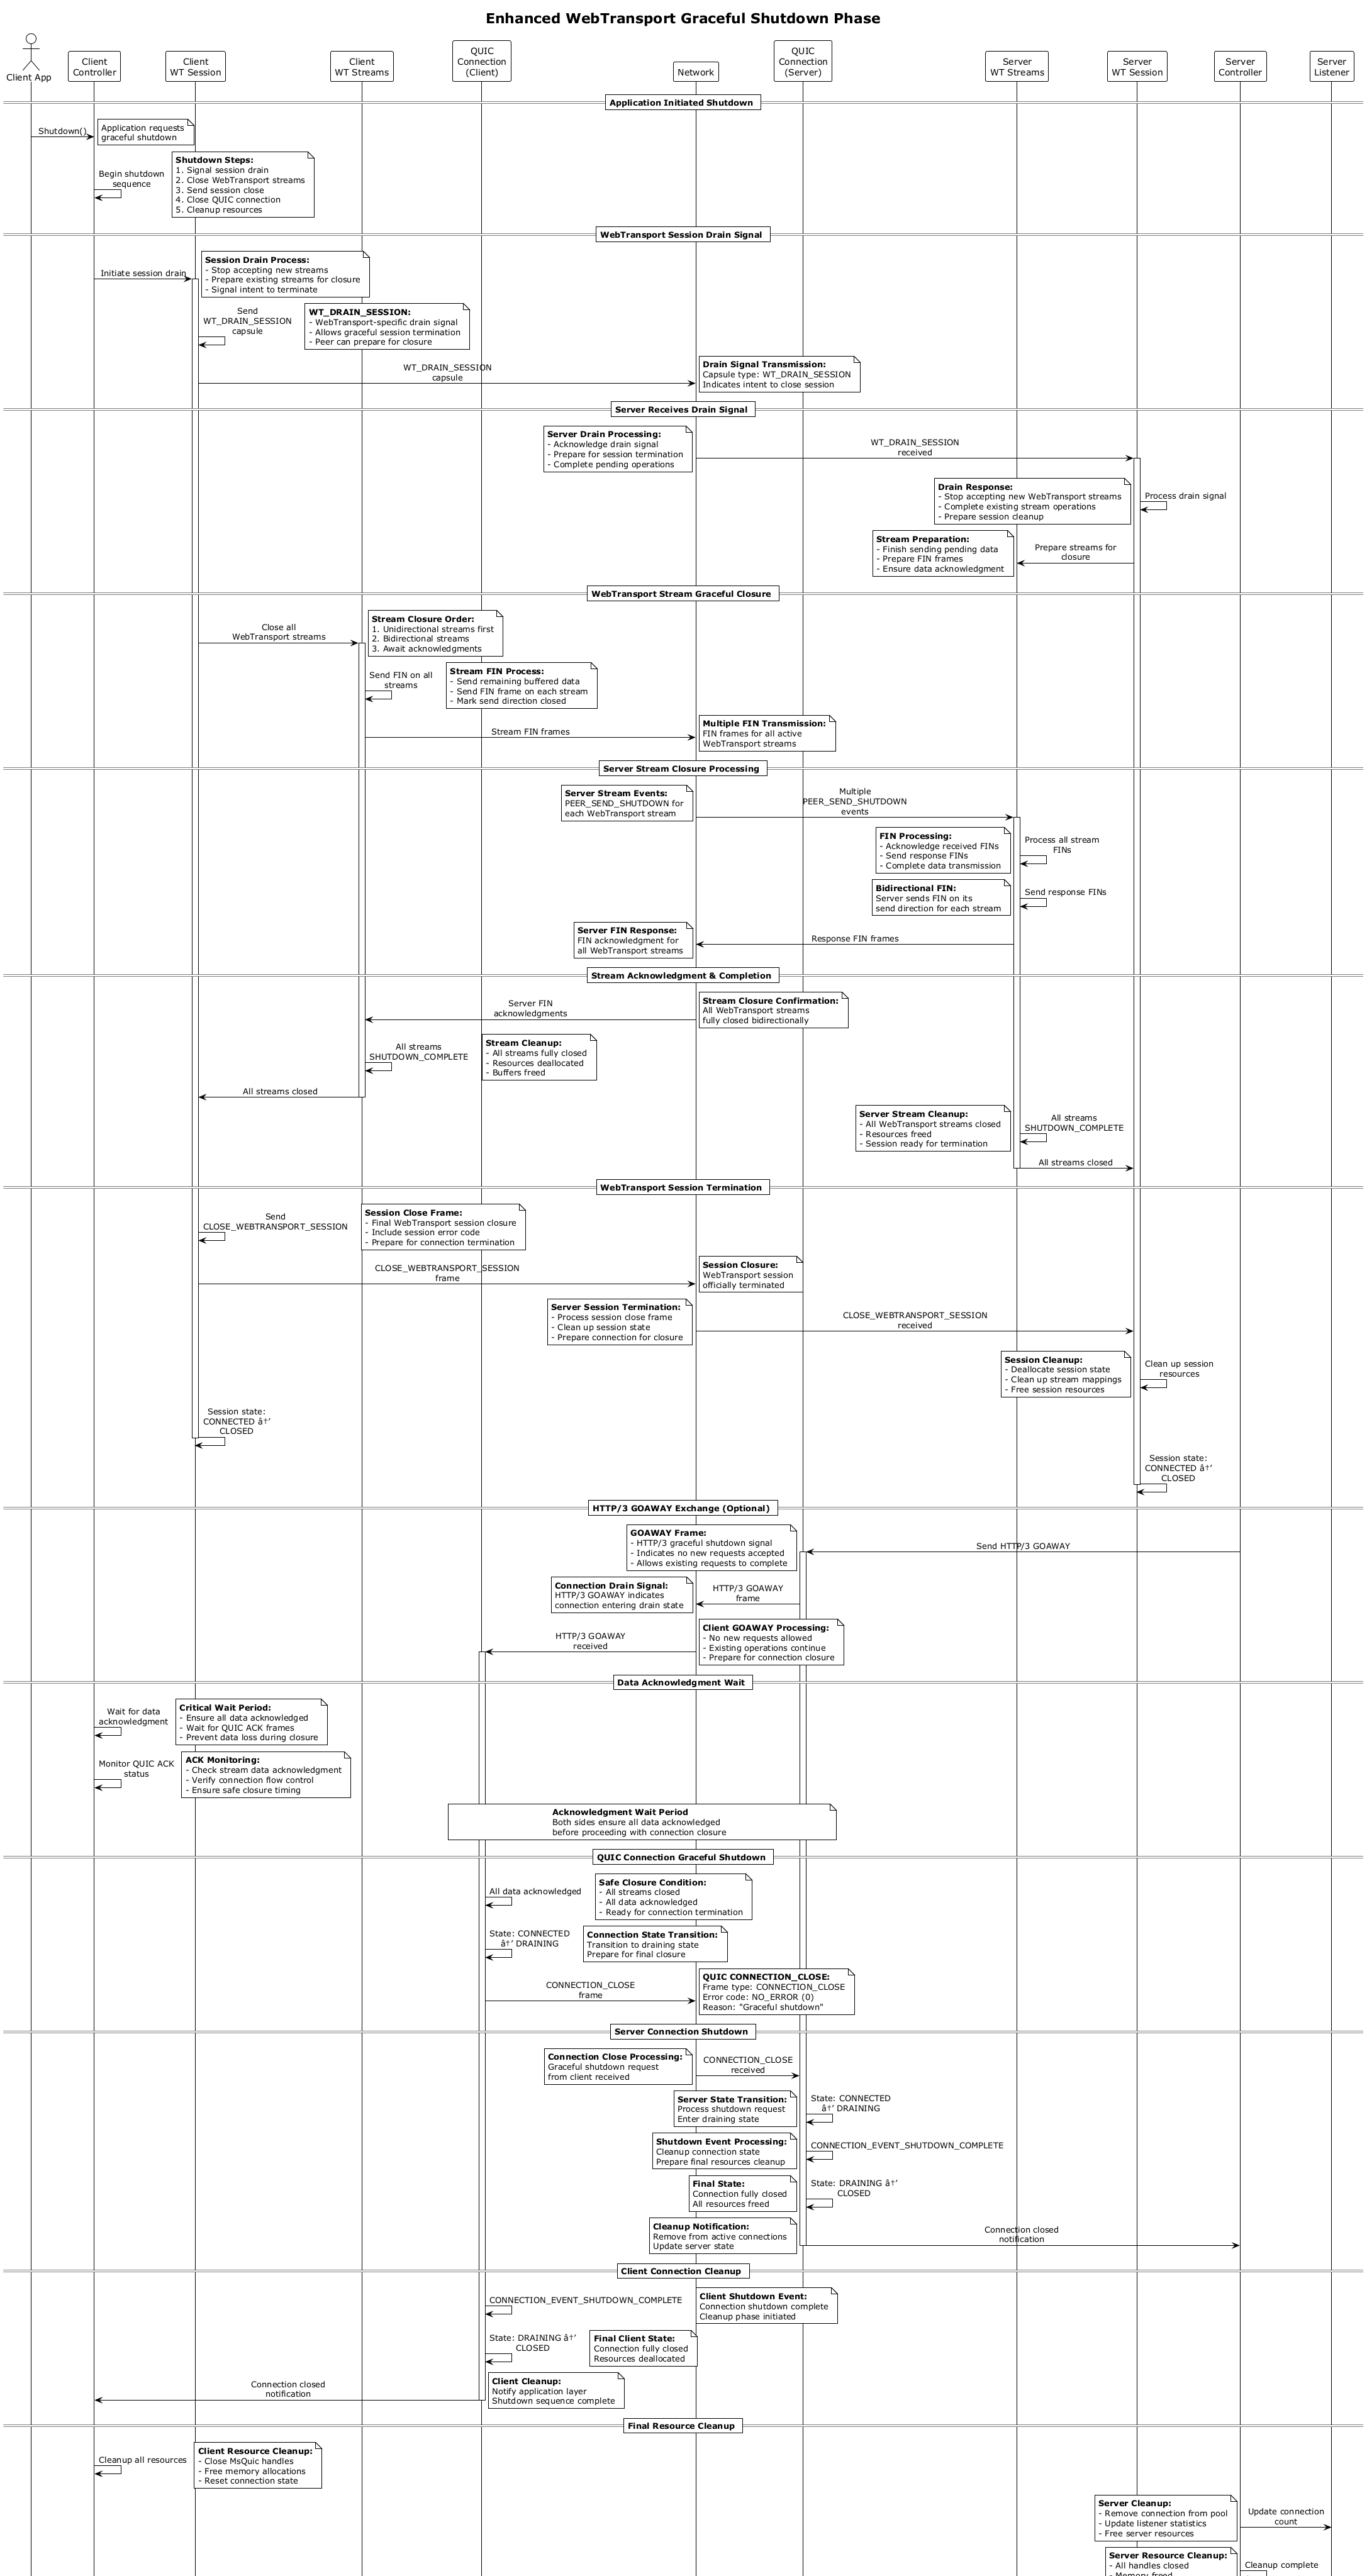 Enhanced WebTransport Graceful Shutdown Phase
Client App
Client
Controller
Client
WT Session
Client
WT Streams
QUIC
Connection
(Client)
Network
QUIC
Connection
(Server)
Server
WT Streams
Server
WT Session
Server
Controller
Server
Listener
Application Initiated Shutdown
Shutdown()
Application requests
graceful shutdown
Begin shutdown
sequence
Shutdown Steps:
1. Signal session drain
2. Close WebTransport streams
3. Send session close
4. Close QUIC connection
5. Cleanup resources
WebTransport Session Drain Signal
Initiate session drain
Session Drain Process:
- Stop accepting new streams
- Prepare existing streams for closure
- Signal intent to terminate
Send
WT_DRAIN_SESSION
capsule
WT_DRAIN_SESSION:
- WebTransport-specific drain signal
- Allows graceful session termination
- Peer can prepare for closure
WT_DRAIN_SESSION
capsule
Drain Signal Transmission:
Capsule type: WT_DRAIN_SESSION
Indicates intent to close session
Server Receives Drain Signal
Server Drain Processing:
- Acknowledge drain signal
- Prepare for session termination
- Complete pending operations
WT_DRAIN_SESSION
received
Drain Response:
- Stop accepting new WebTransport streams
- Complete existing stream operations
- Prepare session cleanup
Process drain signal
Stream Preparation:
- Finish sending pending data
- Prepare FIN frames
- Ensure data acknowledgment
Prepare streams for
closure
WebTransport Stream Graceful Closure
Close all
WebTransport streams
Stream Closure Order:
1. Unidirectional streams first
2. Bidirectional streams
3. Await acknowledgments
Send FIN on all
streams
Stream FIN Process:
- Send remaining buffered data
- Send FIN frame on each stream
- Mark send direction closed
Stream FIN frames
Multiple FIN Transmission:
FIN frames for all active
WebTransport streams
Server Stream Closure Processing
Server Stream Events:
PEER_SEND_SHUTDOWN for
each WebTransport stream
Multiple
PEER_SEND_SHUTDOWN
events
FIN Processing:
- Acknowledge received FINs
- Send response FINs
- Complete data transmission
Process all stream
FINs
Bidirectional FIN:
Server sends FIN on its
send direction for each stream
Send response FINs
Server FIN Response:
FIN acknowledgment for
all WebTransport streams
Response FIN frames
Stream Acknowledgment & Completion
Server FIN
acknowledgments
Stream Closure Confirmation:
All WebTransport streams
fully closed bidirectionally
All streams
SHUTDOWN_COMPLETE
Stream Cleanup:
- All streams fully closed
- Resources deallocated
- Buffers freed
All streams closed
Server Stream Cleanup:
- All WebTransport streams closed
- Resources freed
- Session ready for termination
All streams
SHUTDOWN_COMPLETE
All streams closed
WebTransport Session Termination
Send
CLOSE_WEBTRANSPORT_SESSION
Session Close Frame:
- Final WebTransport session closure
- Include session error code
- Prepare for connection termination
CLOSE_WEBTRANSPORT_SESSION
frame
Session Closure:
WebTransport session
officially terminated
Server Session Termination:
- Process session close frame
- Clean up session state
- Prepare connection for closure
CLOSE_WEBTRANSPORT_SESSION
received
Session Cleanup:
- Deallocate session state
- Clean up stream mappings
- Free session resources
Clean up session
resources
Session state:
CONNECTED â†’
CLOSED
Session state:
CONNECTED â†’
CLOSED
HTTP/3 GOAWAY Exchange (Optional)
GOAWAY Frame:
- HTTP/3 graceful shutdown signal
- Indicates no new requests accepted
- Allows existing requests to complete
Send HTTP/3 GOAWAY
Connection Drain Signal:
HTTP/3 GOAWAY indicates
connection entering drain state
HTTP/3 GOAWAY
frame
HTTP/3 GOAWAY
received
Client GOAWAY Processing:
- No new requests allowed
- Existing operations continue
- Prepare for connection closure
Data Acknowledgment Wait
Wait for data
acknowledgment
Critical Wait Period:
- Ensure all data acknowledged
- Wait for QUIC ACK frames
- Prevent data loss during closure
Monitor QUIC ACK
status
ACK Monitoring:
- Check stream data acknowledgment
- Verify connection flow control
- Ensure safe closure timing
Acknowledgment Wait Period
Both sides ensure all data acknowledged
before proceeding with connection closure
QUIC Connection Graceful Shutdown
All data acknowledged
Safe Closure Condition:
- All streams closed
- All data acknowledged
- Ready for connection termination
State: CONNECTED
â†’ DRAINING
Connection State Transition:
Transition to draining state
Prepare for final closure
CONNECTION_CLOSE
frame
QUIC CONNECTION_CLOSE:
Frame type: CONNECTION_CLOSE
Error code: NO_ERROR (0)
Reason: "Graceful shutdown"
Server Connection Shutdown
Connection Close Processing:
Graceful shutdown request
from client received
CONNECTION_CLOSE
received
Server State Transition:
Process shutdown request
Enter draining state
State: CONNECTED
â†’ DRAINING
Shutdown Event Processing:
Cleanup connection state
Prepare final resources cleanup
CONNECTION_EVENT_SHUTDOWN_COMPLETE
Final State:
Connection fully closed
All resources freed
State: DRAINING â†’
CLOSED
Cleanup Notification:
Remove from active connections
Update server state
Connection closed
notification
Client Connection Cleanup
CONNECTION_EVENT_SHUTDOWN_COMPLETE
Client Shutdown Event:
Connection shutdown complete
Cleanup phase initiated
State: DRAINING â†’
CLOSED
Final Client State:
Connection fully closed
Resources deallocated
Connection closed
notification
Client Cleanup:
Notify application layer
Shutdown sequence complete
Final Resource Cleanup
Cleanup all resources
Client Resource Cleanup:
- Close MsQuic handles
- Free memory allocations
- Reset connection state
Server Cleanup:
- Remove connection from pool
- Update listener statistics
- Free server resources
Update connection
count
Server Resource Cleanup:
- All handles closed
- Memory freed
Cleanup complete